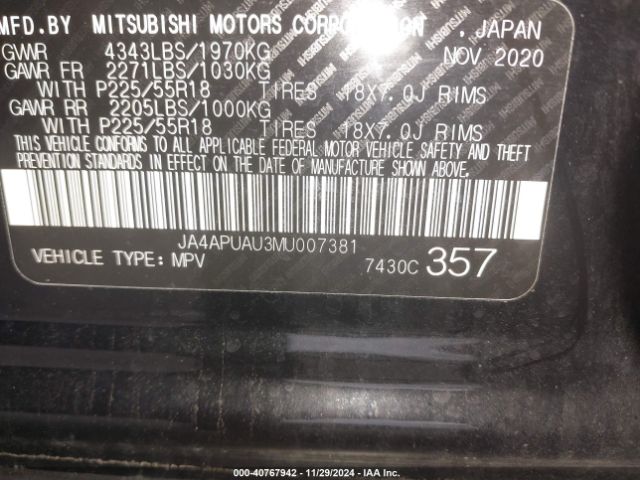 MFD.BY MITSUBISHI MOTORS CORPORATION , JAPAN
GVWR 4343LBS/1970KG NOV 2020
GAWR FR 2271LBS/1030KG
WITH P225/55R18 TIRES 18X7.0J RIMS
GAWR RR 2205LBS/1000KG
WITH P225/55R18 TIRES 18X7.0J RIMS
THIS VEHICLE CONFORMS TO ALL APPLICABLE FEDERAL MOTOR VEHICLE SAFETY AND THEFT
PREVENTION STANDARDS IN EFFECT ON THE DATE OF MANUFACTURE SHOWN ABOVE.
JA4APUAU3MU007381
VEHICLE TYPE: MPV 7430C 357
000-40767942 - 11/29/2024 - IAA Inc.